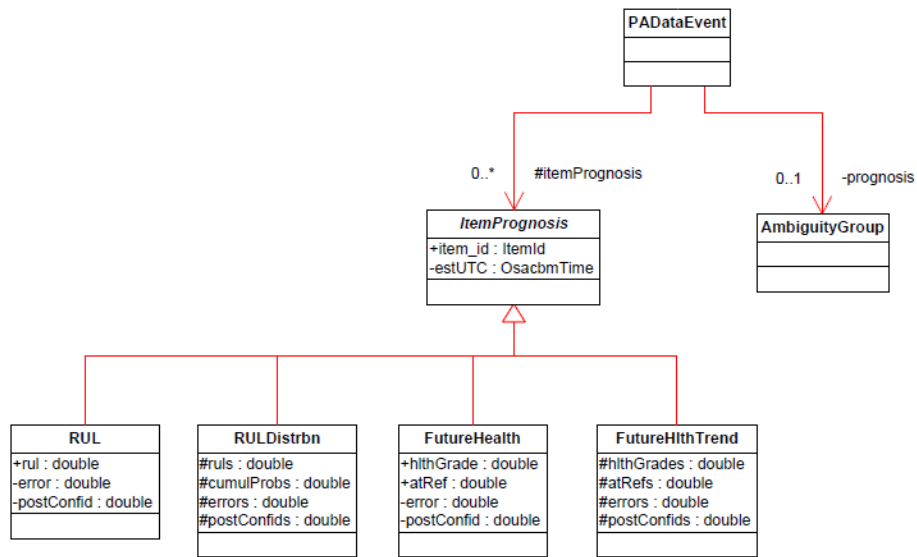 PADataEvent
0..*
#itemPrognosis
0..1
-prognosis
ItemPrognosis
+item_id : ItemId
-estUTC : OsacbmTime
AmbiguityGroup
RUL
+rul : double
-error : double
-postConfid : double
RULDistrbn
#ruls : double
#cumulProbs : double
#errors : double
#postConfids : double
FutureHealth
+hlthGrade : double
+atRef : double
-error : double
-postConfid : double
FutureHlthTrend
#hlthGrades : double
#atRefs : double
#errors : double
#postConfids : double